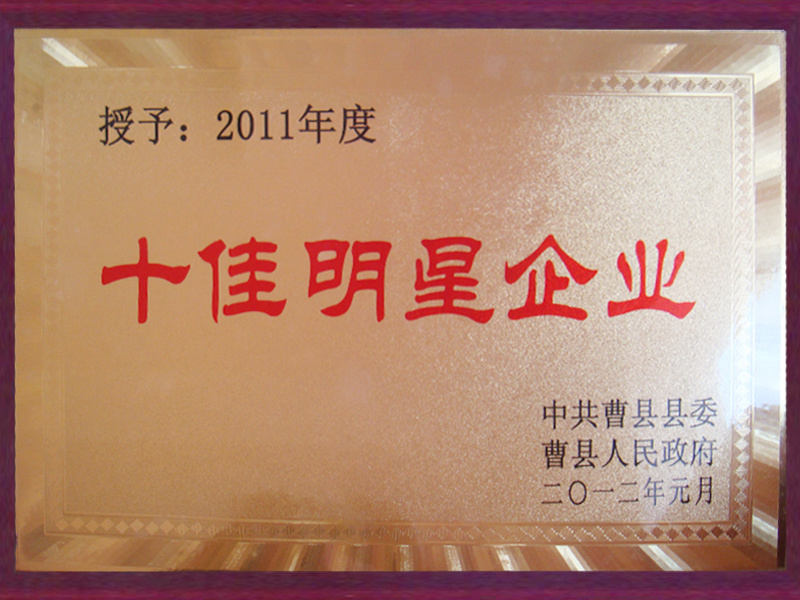 授予：2011年度
十佳明星企业
中共曹县县委
曹县人民政府
二〇一二年元月